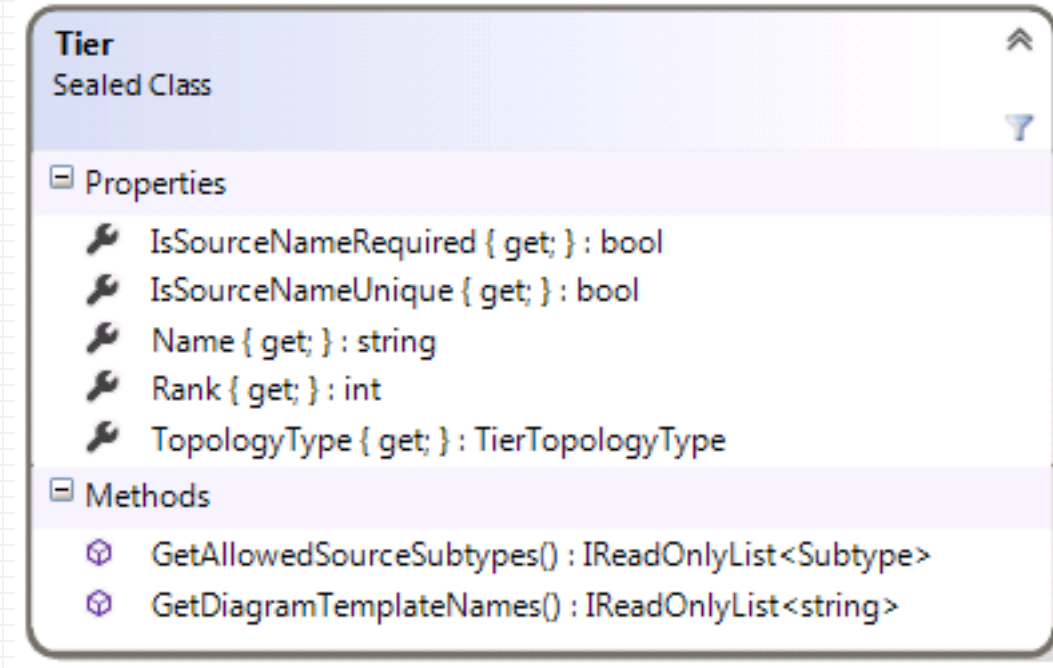 Tier
Sealed Class
Properties
IsSourceNameRequired { get; } : bool
IsSourceNameUnique { get; } : bool
Name { get; } : string
Rank { get; } : int
TopologyType { get; } : TierTopologyType
Methods
GetAllowedSourceSubtypes() : IReadOnlyList<Subtype>
GetDiagramTemplateNames() : IReadOnlyList<string>